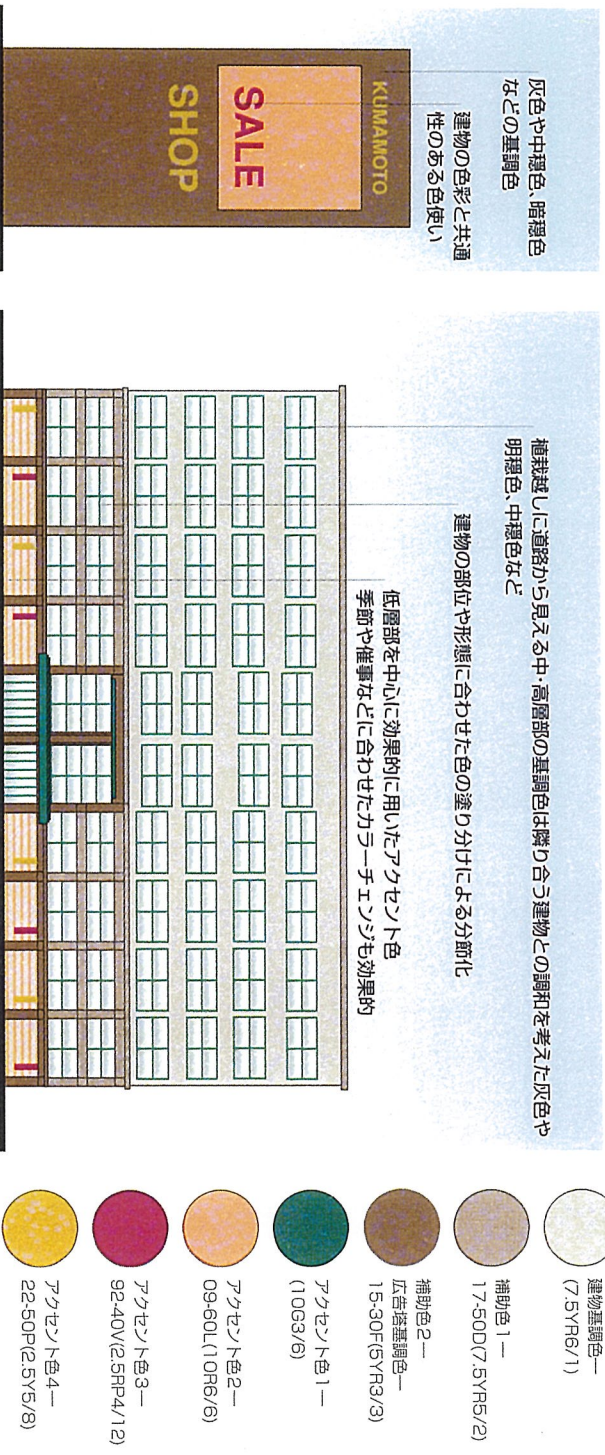 灰色や中穏色、暗穏色
などの基調色
建物の色彩と共通
性のある色使い
KUMAMOTO
SALE
SHOP
植栽越しに道路から見える中・高層部の基調色は隣り合う建物との調和を考えた灰色や
明穏色、中穏色など
建物の部位や形態に合わせた色の塗り分けによる分節化
低層部を中心に効果的に用いたアクセント色
季節や催事などに合わせたカラーチェンジも効果的
建物基調色ー
(7.5YR6/1)
補助色1ー
17-50D(7.5YR5/2)
補助色2ー
広告塔基調色ー
15-30F(5YR3/3)
アクセント色1ー
(10G3/6)
アクセント色2ー
09-60L(10R6/6)
アクセント色3ー
92-40V(2.5RP4/12)
アクセント色4ー
22-50P(2.5Y5/8)